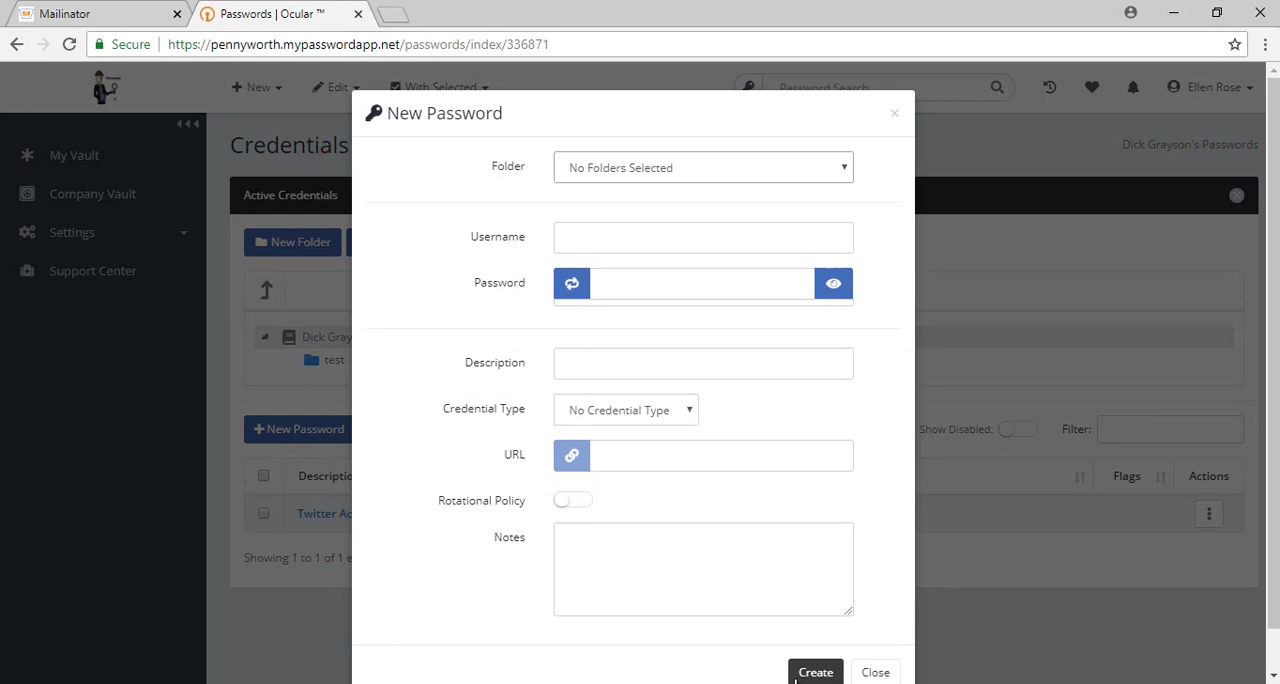 Mailinator
Passwords | Ocular ™
Secure
https://pennyworth.mypasswordapp.net/passwords/index/336871
New
Edit
With Selected
Password Search
Ellen Rose
My Vault
Company Vault
Settings
Support Center
Credentials
Dick Grayson's Passwords
Active Credentials
New Folder
Dick Gray
test
New Password
Show Disabled:
Filter:
Descriptio
Flags
Actions
Twitter Ac
Showing 1 to 1 of 1 e
New Password
Folder
No Folders Selected
Username
Password
Description
Credential Type
No Credential Type
URL
Rotational Policy
Notes
Create
Close